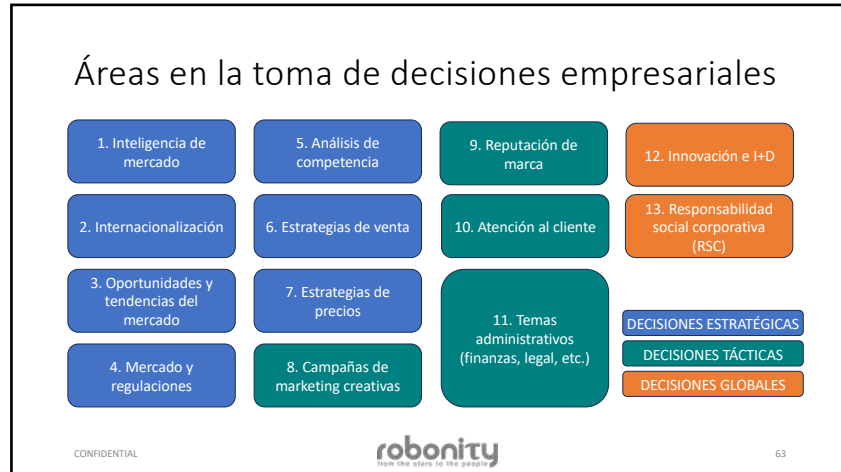 Áreas en la toma de decisiones empresariales
1. Inteligencia de
mercado
2. Internacionalización
3. Oportunidades y
tendencias del
mercado
4. Mercado y
regulaciones
5. Análisis de
competencia
6. Estrategias de venta
7. Estrategias de
precios
8. Campañas de
marketing creativas
9. Reputación de
marca
10. Atención al cliente
11. Temas
administrativos
(finanzas, legal, etc.)
12. Innovación e I+D
13. Responsabilidad
social corporativa
(RSC)
DECISIONES ESTRATÉGICAS
DECISIONES TÁCTICAS
DECISIONES GLOBALES
CONFIDENTIAL
robonity
from the stars to the people
63